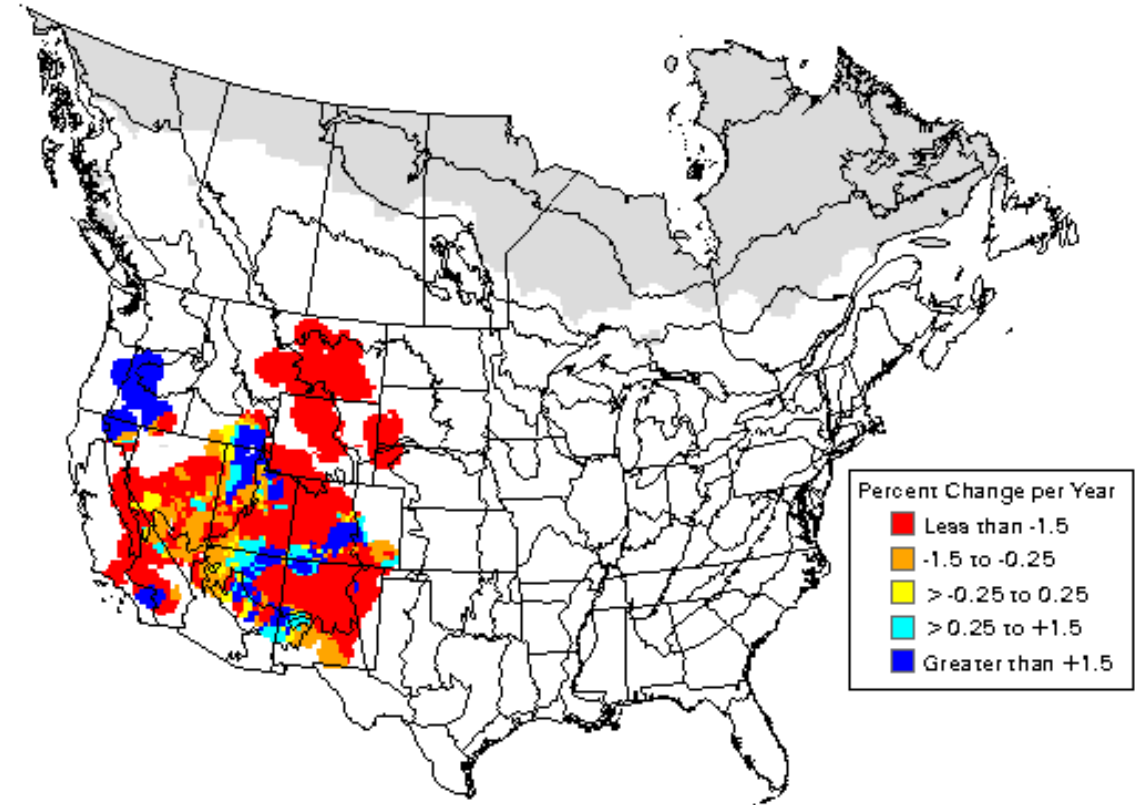 Percent Change per Year
Less than -1.5
-1.5 to -0.25
> -0.25 to 0.25
> 0.25 to +1.5
Greater than +1.5